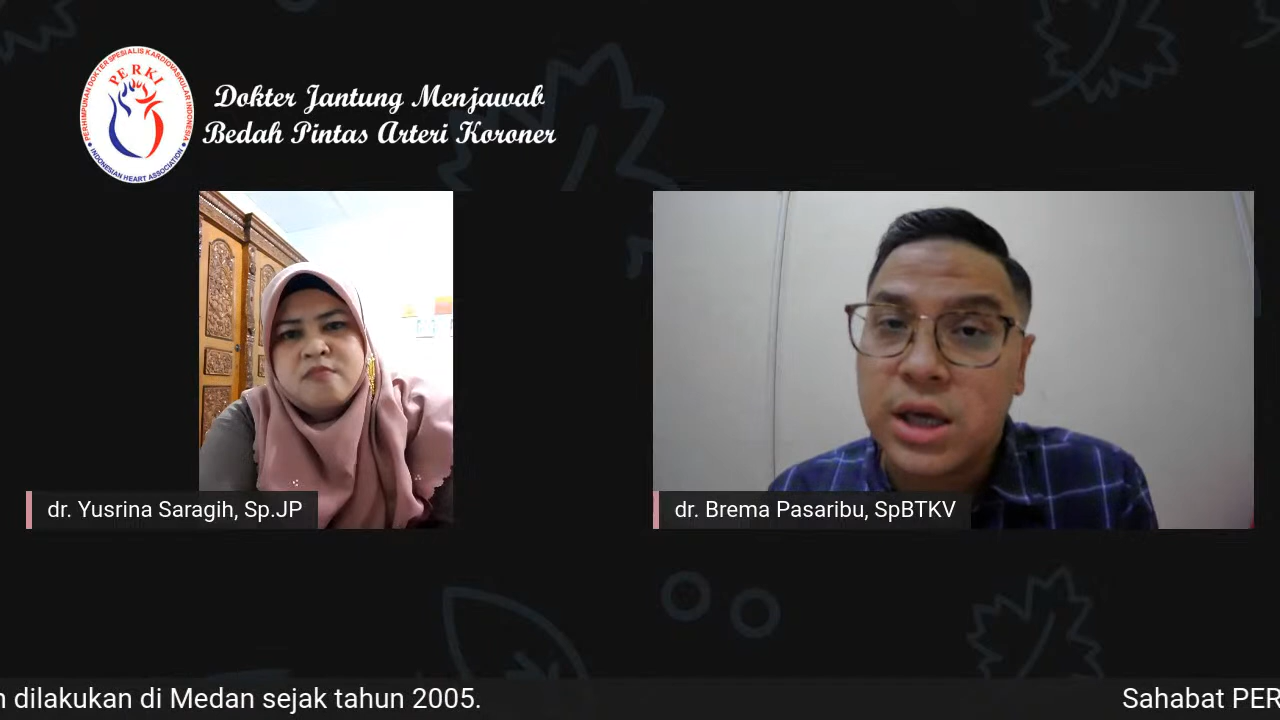 PERHIMPUNAN DOKTER SPESIALIS KARDIOVASKULAR INDONESIA
PERKI
INDONESIAN HEART ASSOCIATION
Dokter Jantung Menjawab
Bedah Pintas Arteri Koroner
dr. Yusrina Saragih, Sp.JP
dr. Brema Pasaribu, SpBTKV
n dilakukan di Medan sejak tahun 2005.
Sahabat PER